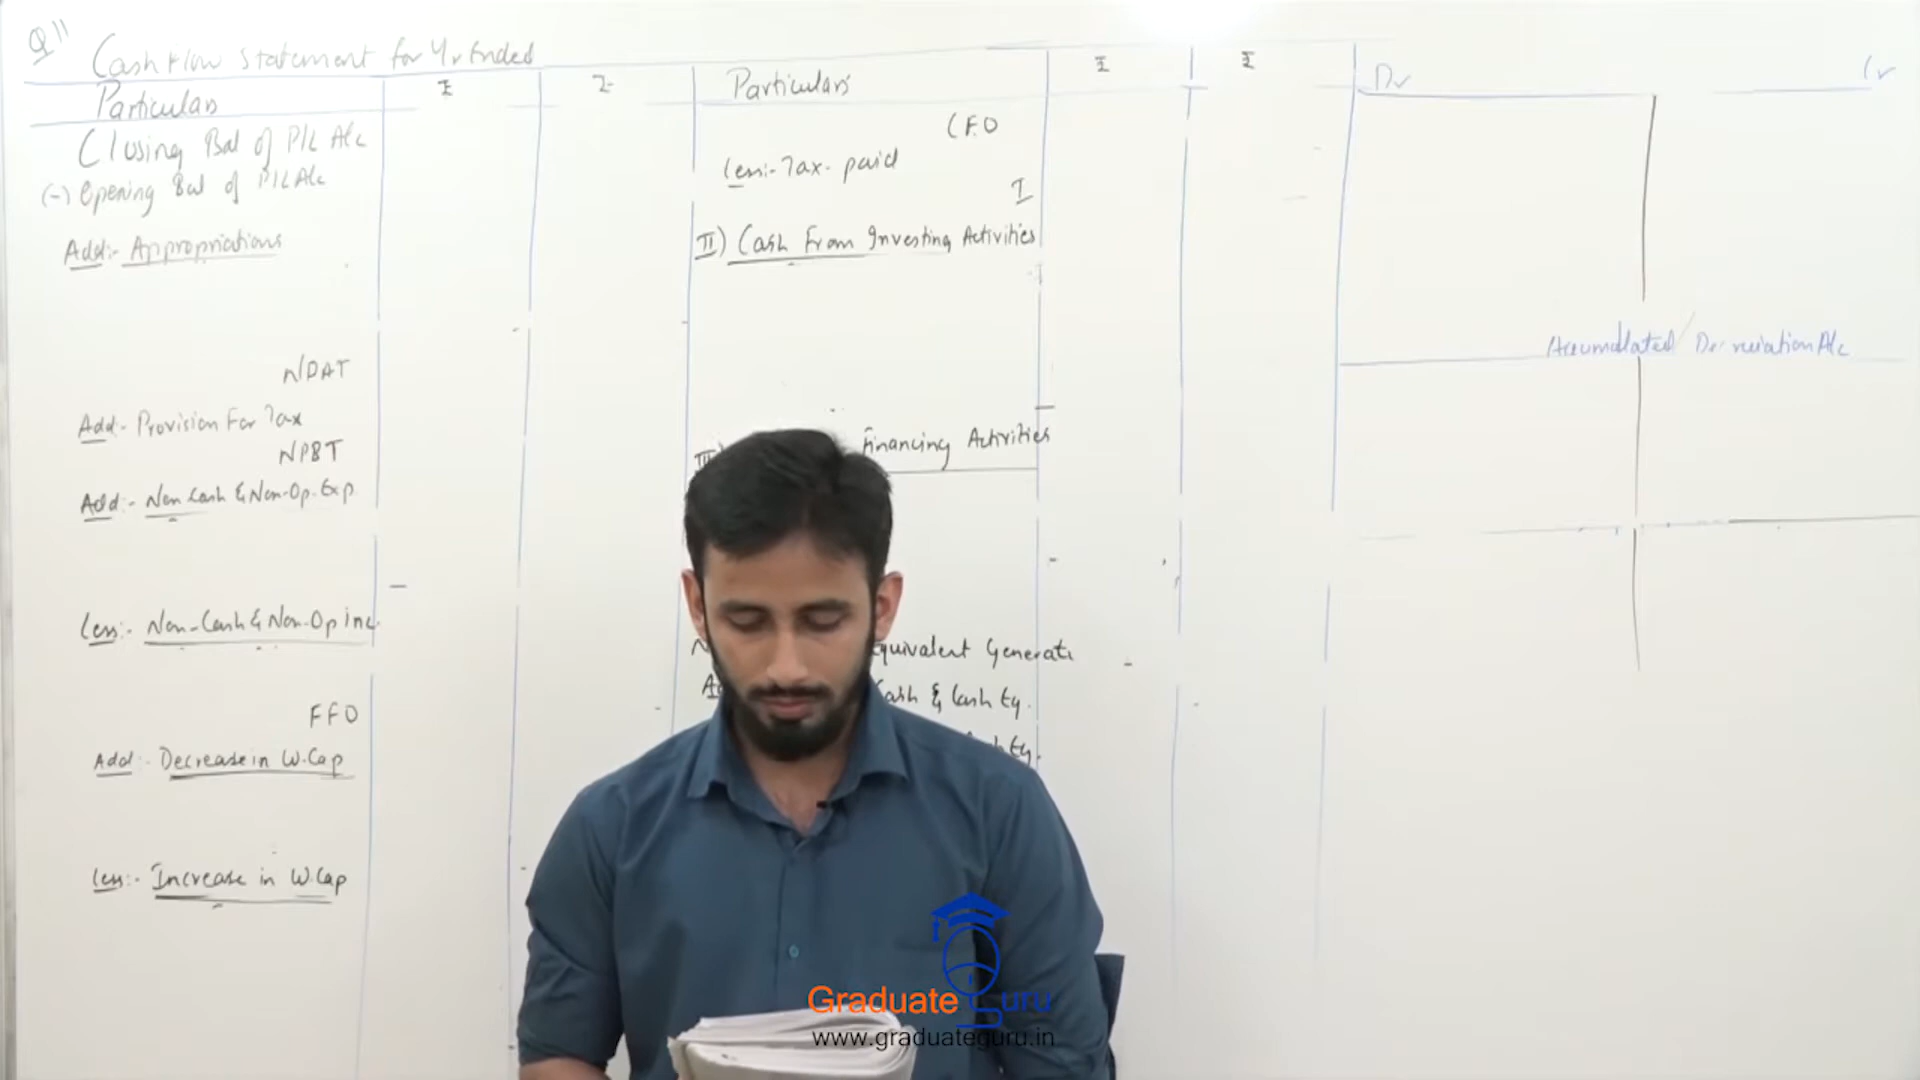 Q11
Cash Flow Statement for Yr Ended
Particulars ₹ ₹
Closing Bal of P/L A/c
(-) Opening Bal of P/L A/c
Add:- Appropriations
NPAT
Add:- Provision For Tax
NPBT
Add:- Non Cash & Non-Op. Exp.
Less:- Non-Cash & Non-Op inc.
FFO
Add:- Decrease in W.Cap
Less:- Increase in W.Cap
Particulars ₹ ₹
CFO
Less:- Tax paid
I
II) Cash From Investing Activities
III) Financing Activities
Equivalent Generate
Cash & Cash Eq.
Eq.
Dr Cr
Accumulated Depreciation A/c
Graduate Guru
www.graduateguru.in